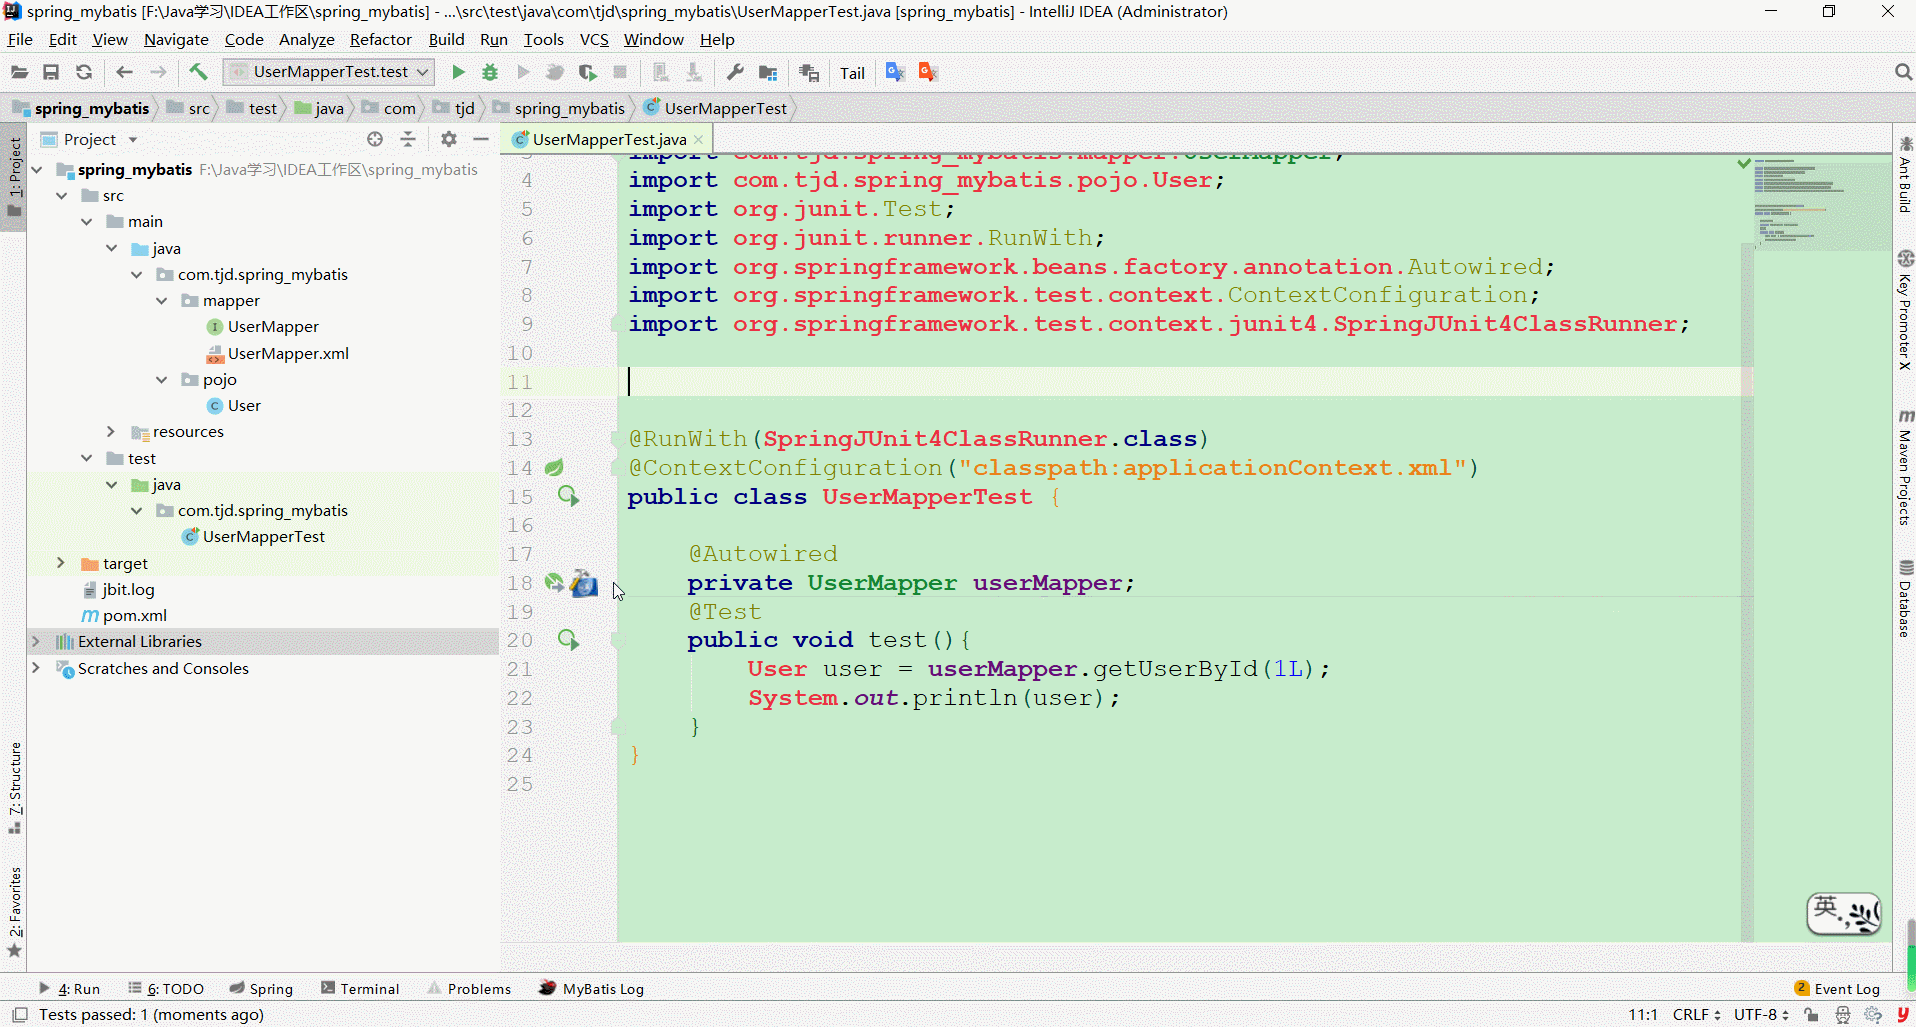 spring_mybatis [F:\Java学习\IDEA工作区\spring_mybatis] - ...\src\test\java\com\tjd\spring_mybatis\UserMapperTest.java [spring_mybatis] - IntelliJ IDEA (Administrator)
File Edit View Navigate Code Analyze Refactor Build Run Tools VCS Window Help
UserMapperTest.test
Tail
spring_mybatis src test java com tjd spring_mybatis UserMapperTest
1: Project
7: Structure
2: Favorites
Project
spring_mybatis F:\Java学习\IDEA工作区\spring_mybatis
src
main
java
com.tjd.spring_mybatis
mapper
UserMapper
UserMapper.xml
pojo
User
resources
test
java
com.tjd.spring_mybatis
UserMapperTest
target
jbit.log
pom.xml
External Libraries
Scratches and Consoles
UserMapperTest.java
3 import com.tjd.spring_mybatis.mapper.UserMapper;
4 import com.tjd.spring_mybatis.pojo.User;
5 import org.junit.Test;
6 import org.junit.runner.RunWith;
7 import org.springframework.beans.factory.annotation.Autowired;
8 import org.springframework.test.context.ContextConfiguration;
9 import org.springframework.test.context.junit4.SpringJUnit4ClassRunner;
10
11
12
13 @RunWith(SpringJUnit4ClassRunner.class)
14 @ContextConfiguration("classpath:applicationContext.xml")
15 public class UserMapperTest {
16
17 @Autowired
18 private UserMapper userMapper;
19 @Test
20 public void test(){
21 User user = userMapper.getUserById(1L);
22 System.out.println(user);
23 }
24 }
25
Ant Build
Key Promoter X
Maven Projects
Database
英
4: Run 6: TODO Spring Terminal Problems MyBatis Log 2 Event Log
Tests passed: 1 (moments ago) 11:1 CRLF UTF-8